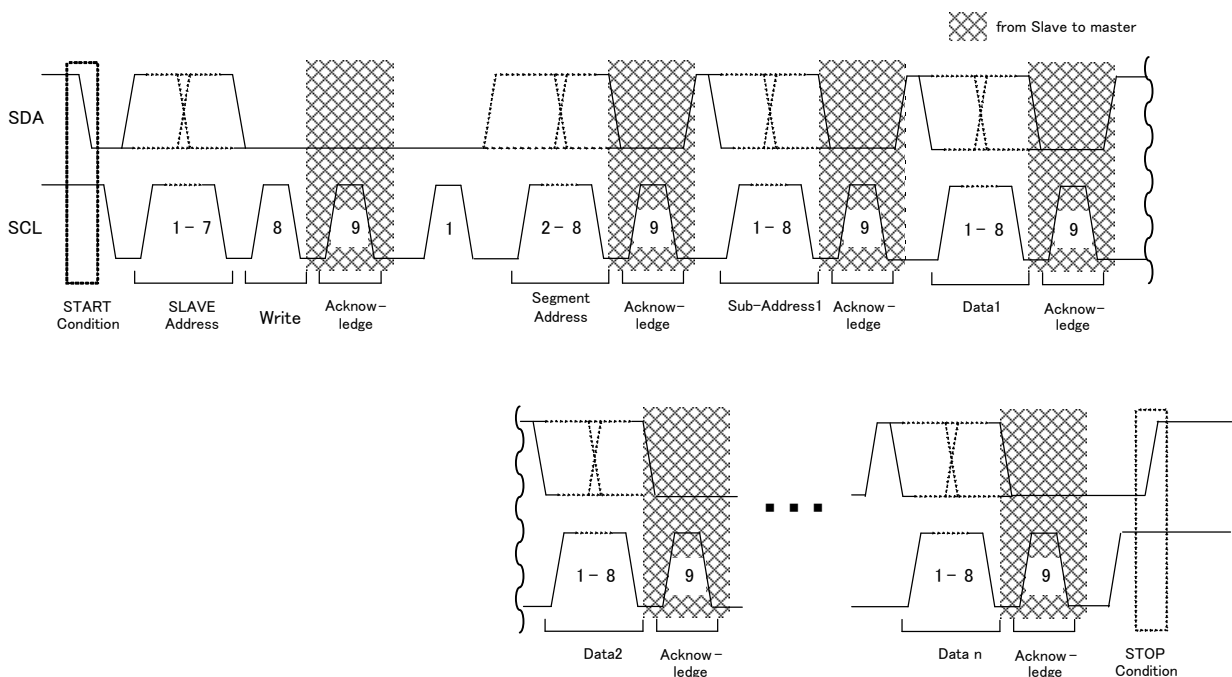 from Slave to master
SDA
SCL
1 - 7
8
9
1
2 - 8
9
1 - 8
9
1 - 8
9
START
Condition
SLAVE
Address
Write
Acknow-
ledge
Segment
Address
Acknow-
ledge
Sub-Address1
Acknow-
ledge
Data1
Acknow-
ledge
1 - 8
9
1 - 8
9
Data2
Acknow-
ledge
Data n
Acknow-
ledge
STOP
Condition